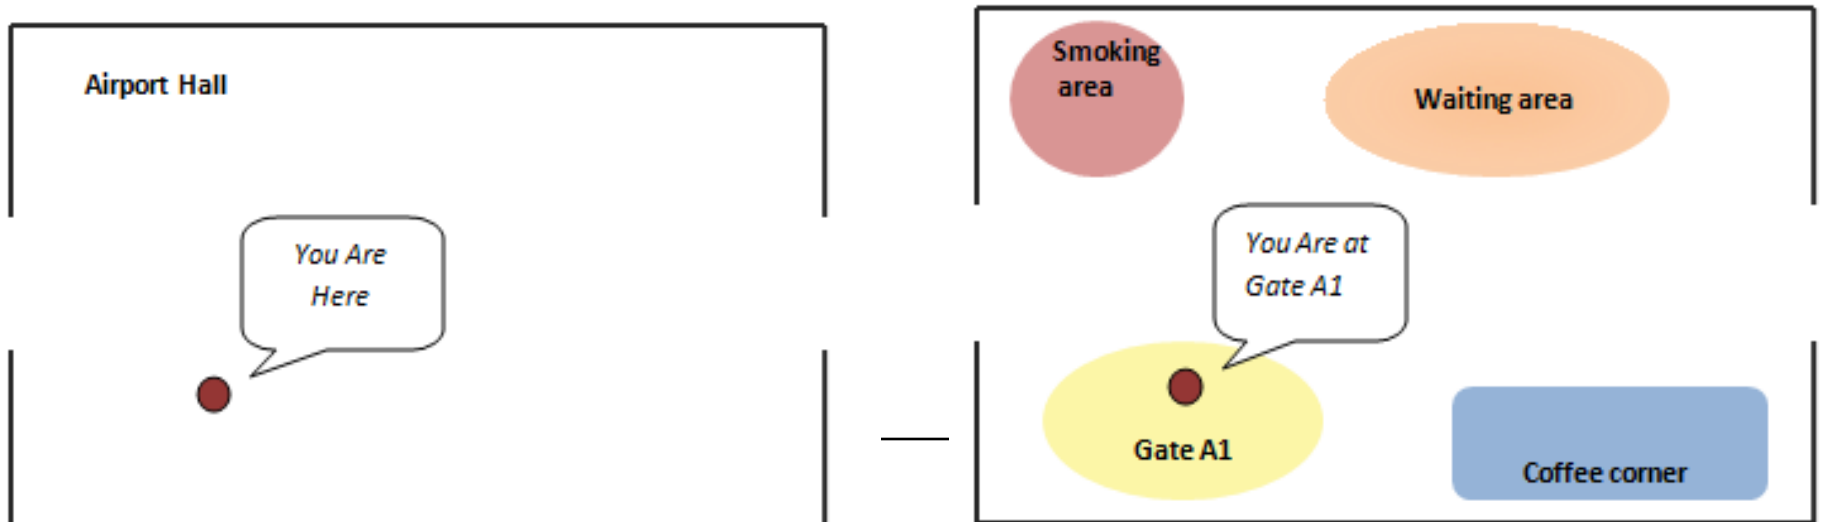 Airport Hall
You Are
Here
Smoking
area
Waiting area
You Are at
Gate A1
Gate A1
Coffee corner